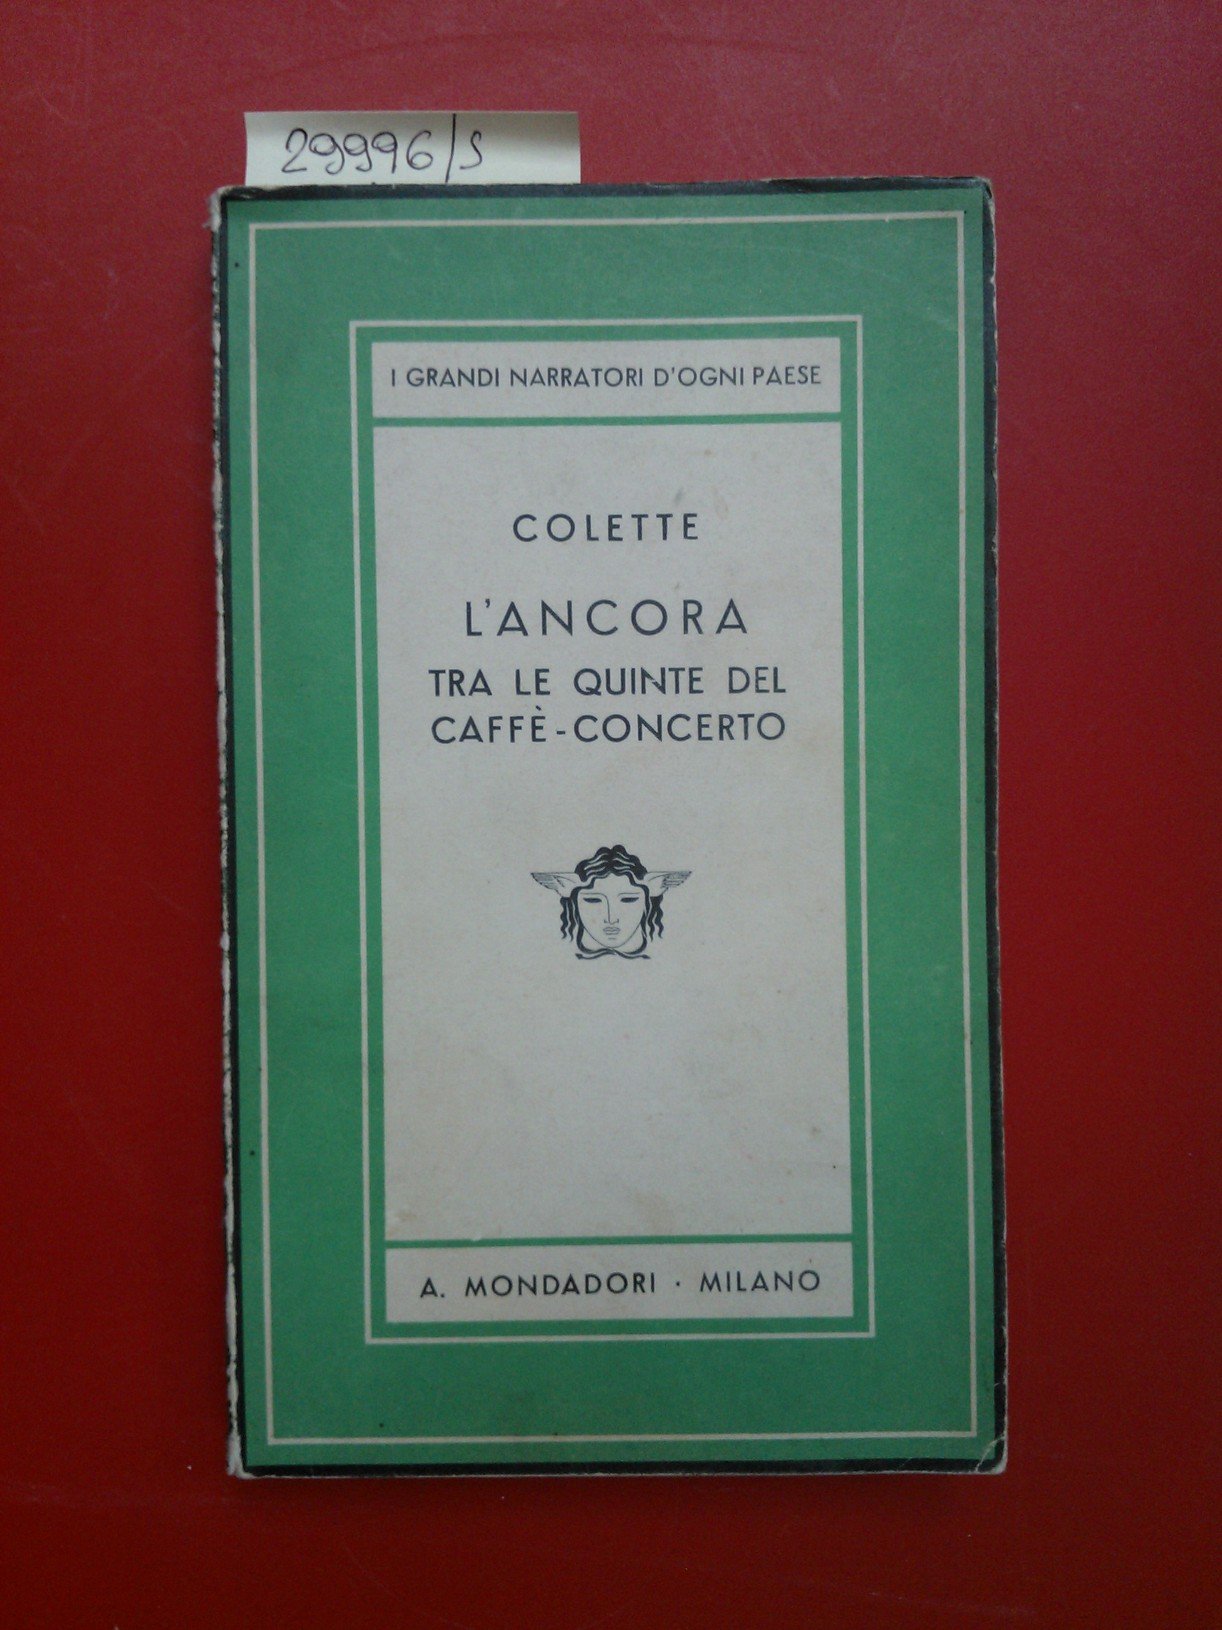 29996/S
I GRANDI NARRATORI D'OGNI PAESE
COLETTE
L'ANCORA
TRA LE QUINTE DEL
CAFFÈ-CONCERTO
A. MONDADORI · MILANO